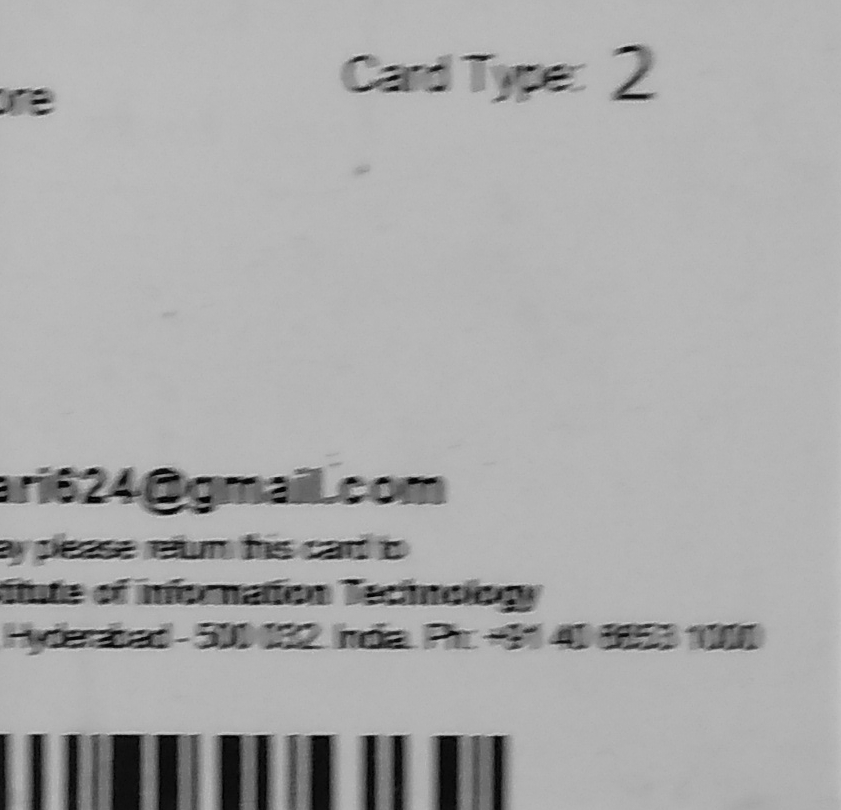 Card Type: 2
ore
ari624@gmail.com
ay please return this card to
titute of Information Technology
Hyderabad - 500 032. India. Ph: +91 40 6653 1000